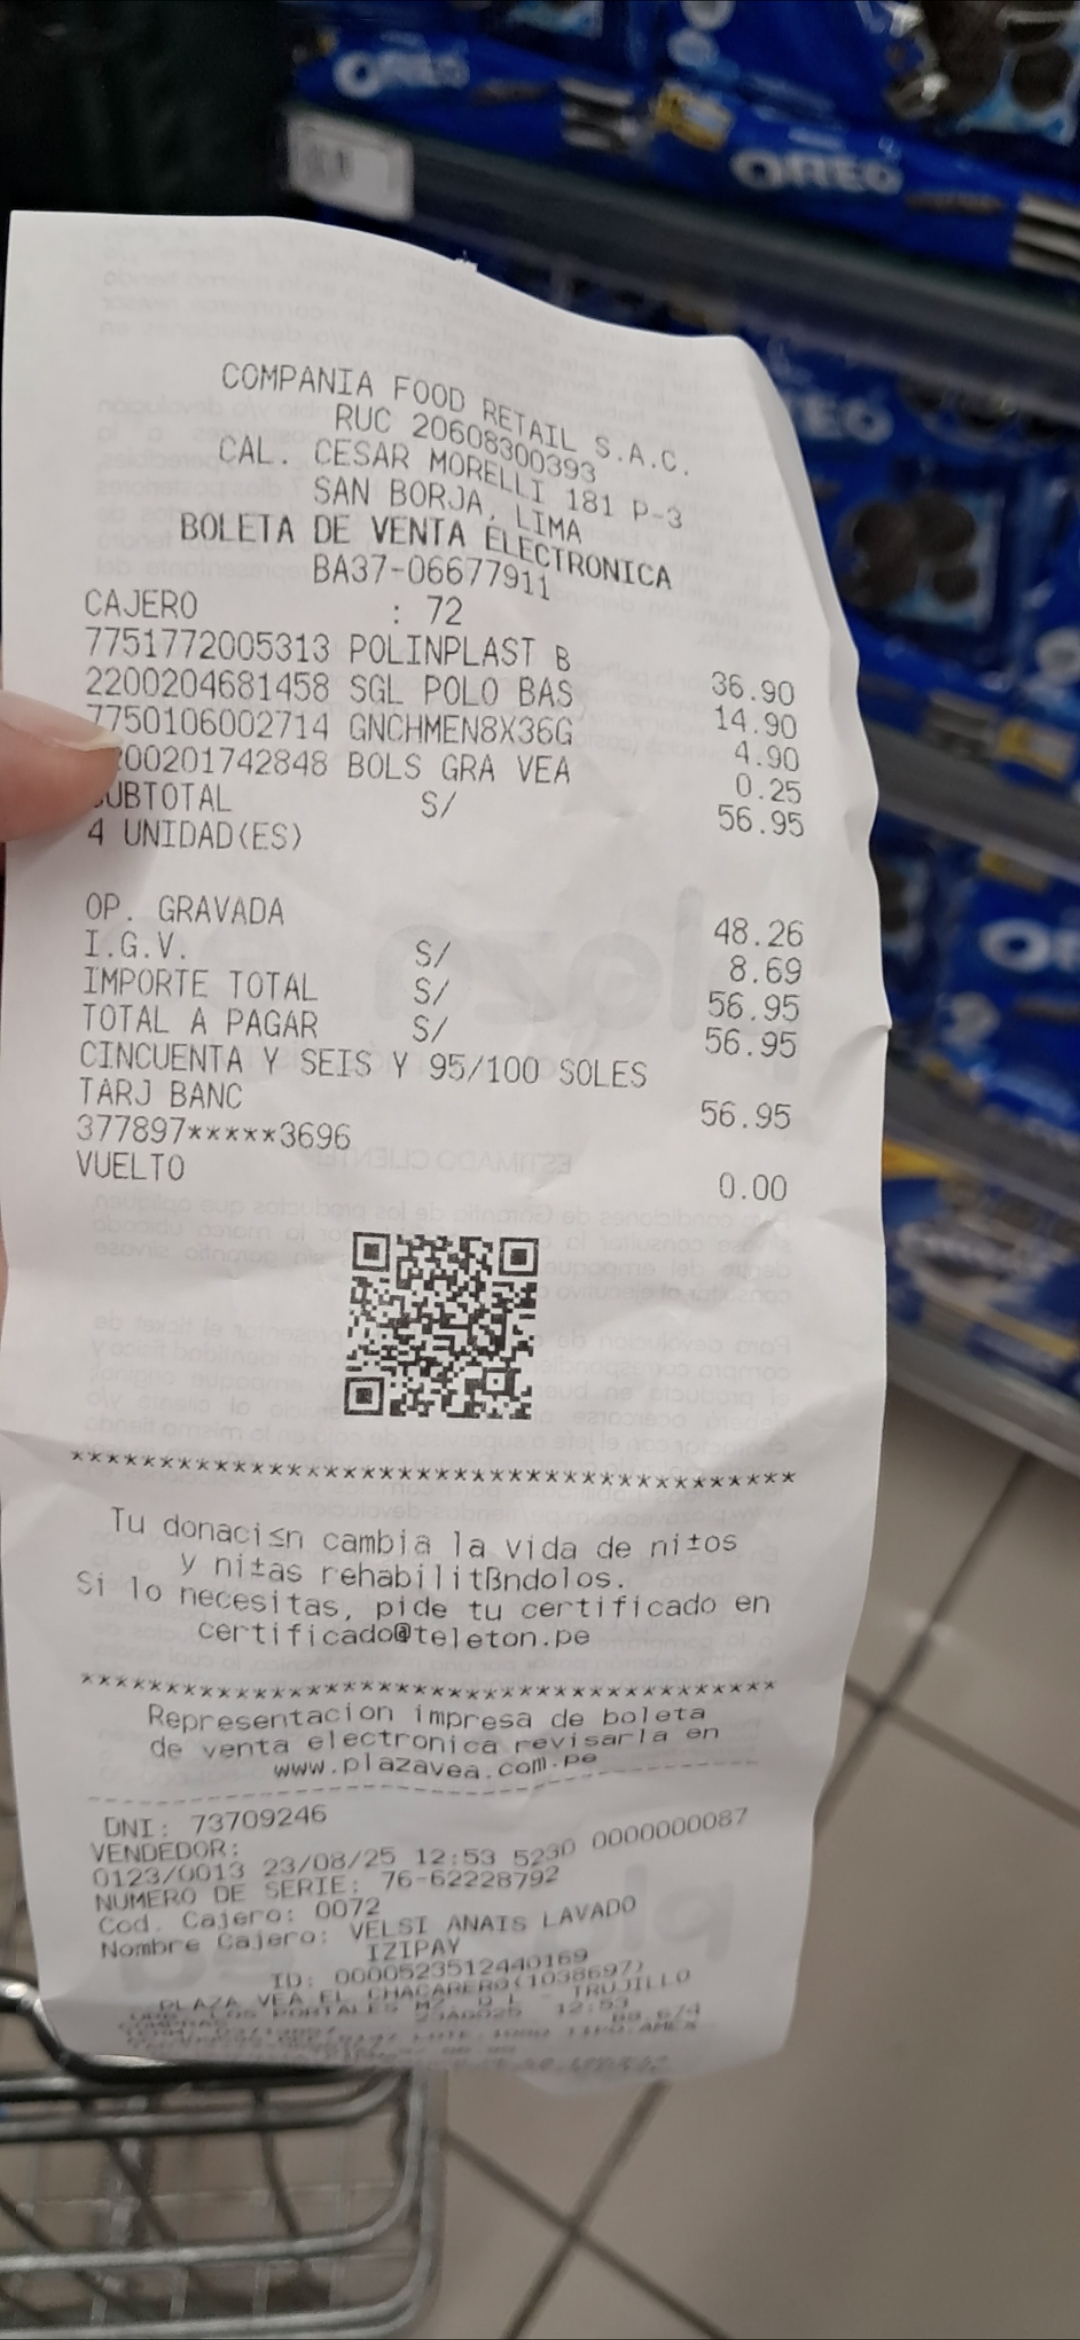 OREO
OREO
OREO
COMPANIA FOOD RETAIL S.A.C.
RUC 20608300393
CAL. CESAR MORELLI 181 P-3
SAN BORJA, LIMA
BOLETA DE VENTA ELECTRONICA
BA37-06677911
CAJERO : 72
7751772005313 POLINPLAST B 36.90
2200204681458 SGL POLO BAS 14.90
7750106002714 GNCHMEN8X36G 4.90
200201742848 BOLS GRA VEA 0.25
SUBTOTAL S/ 56.95
4 UNIDAD(ES)
OP. GRAVADA 48.26
I.G.V. S/ 8.69
IMPORTE TOTAL S/ 56.95
TOTAL A PAGAR S/ 56.95
CINCUENTA Y SEIS Y 95/100 SOLES
TARJ BANC 56.95
377897*****3696
VUELTO 0.00
****************************************
Tu donaci≤n cambia la vida de ni±os
y ni±as rehabilitßndolos.
Si lo necesitas, pide tu certificado en
certificado@teleton.pe
****************************************
Representacion impresa de boleta
de venta electronica revisarla en
www.plazavea.com.pe
DNI: 73709246
VENDEDOR: 0000000087
0123/0013 23/08/25 12:53 5230
NUMERO DE SERIE: 76-62228792
Cod. Cajero: 0072
Nombre Cajero: VELSI ANAIS LAVADO
IZIPAY
ID: 0000523512440169
PLAZA VEA EL CHACARERO(1038697)
URB. LOS PORTALES MZ D L - TRUJILLO
COMPRAS 23AGO25 12:53